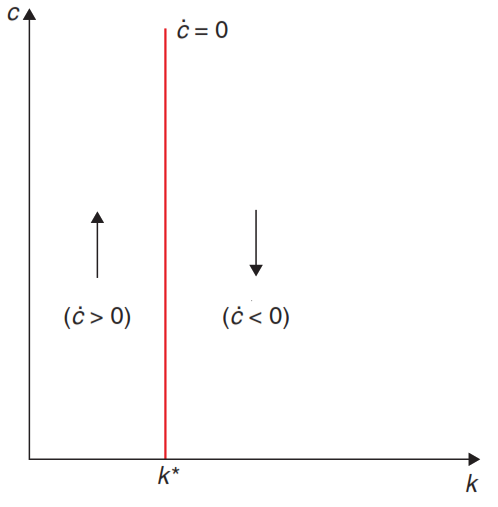 c
ċ = 0
(ċ > 0)
(ċ < 0)
k*
k